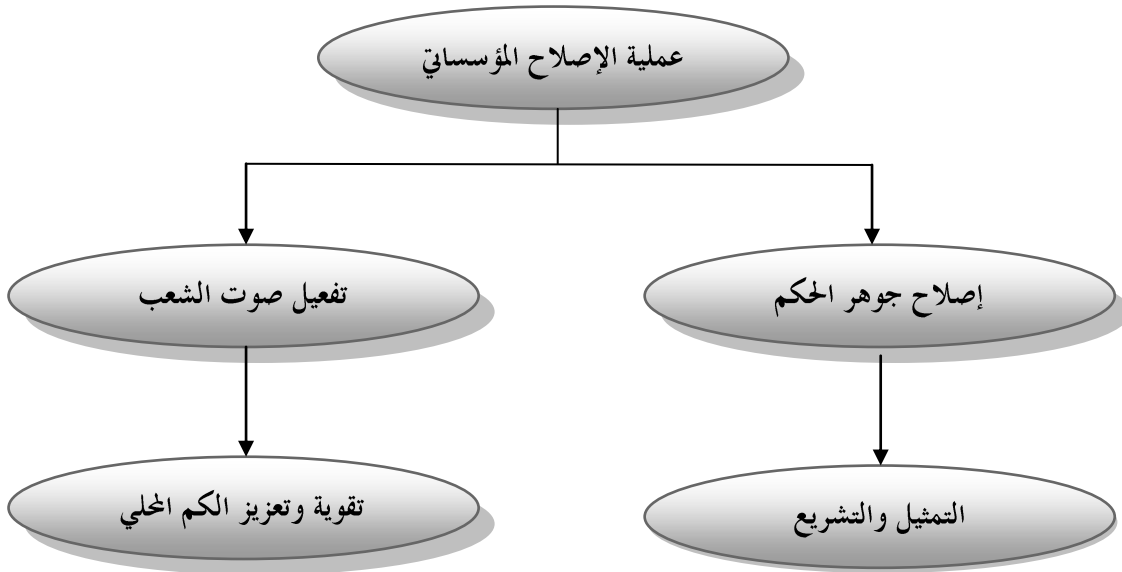 عملية الإصلاح المؤسساتي
إصلاح جوهر الحكم
تفعيل صوت الشعب
التمثيل والتشريع
تقوية وتعزيز الكم المحلي